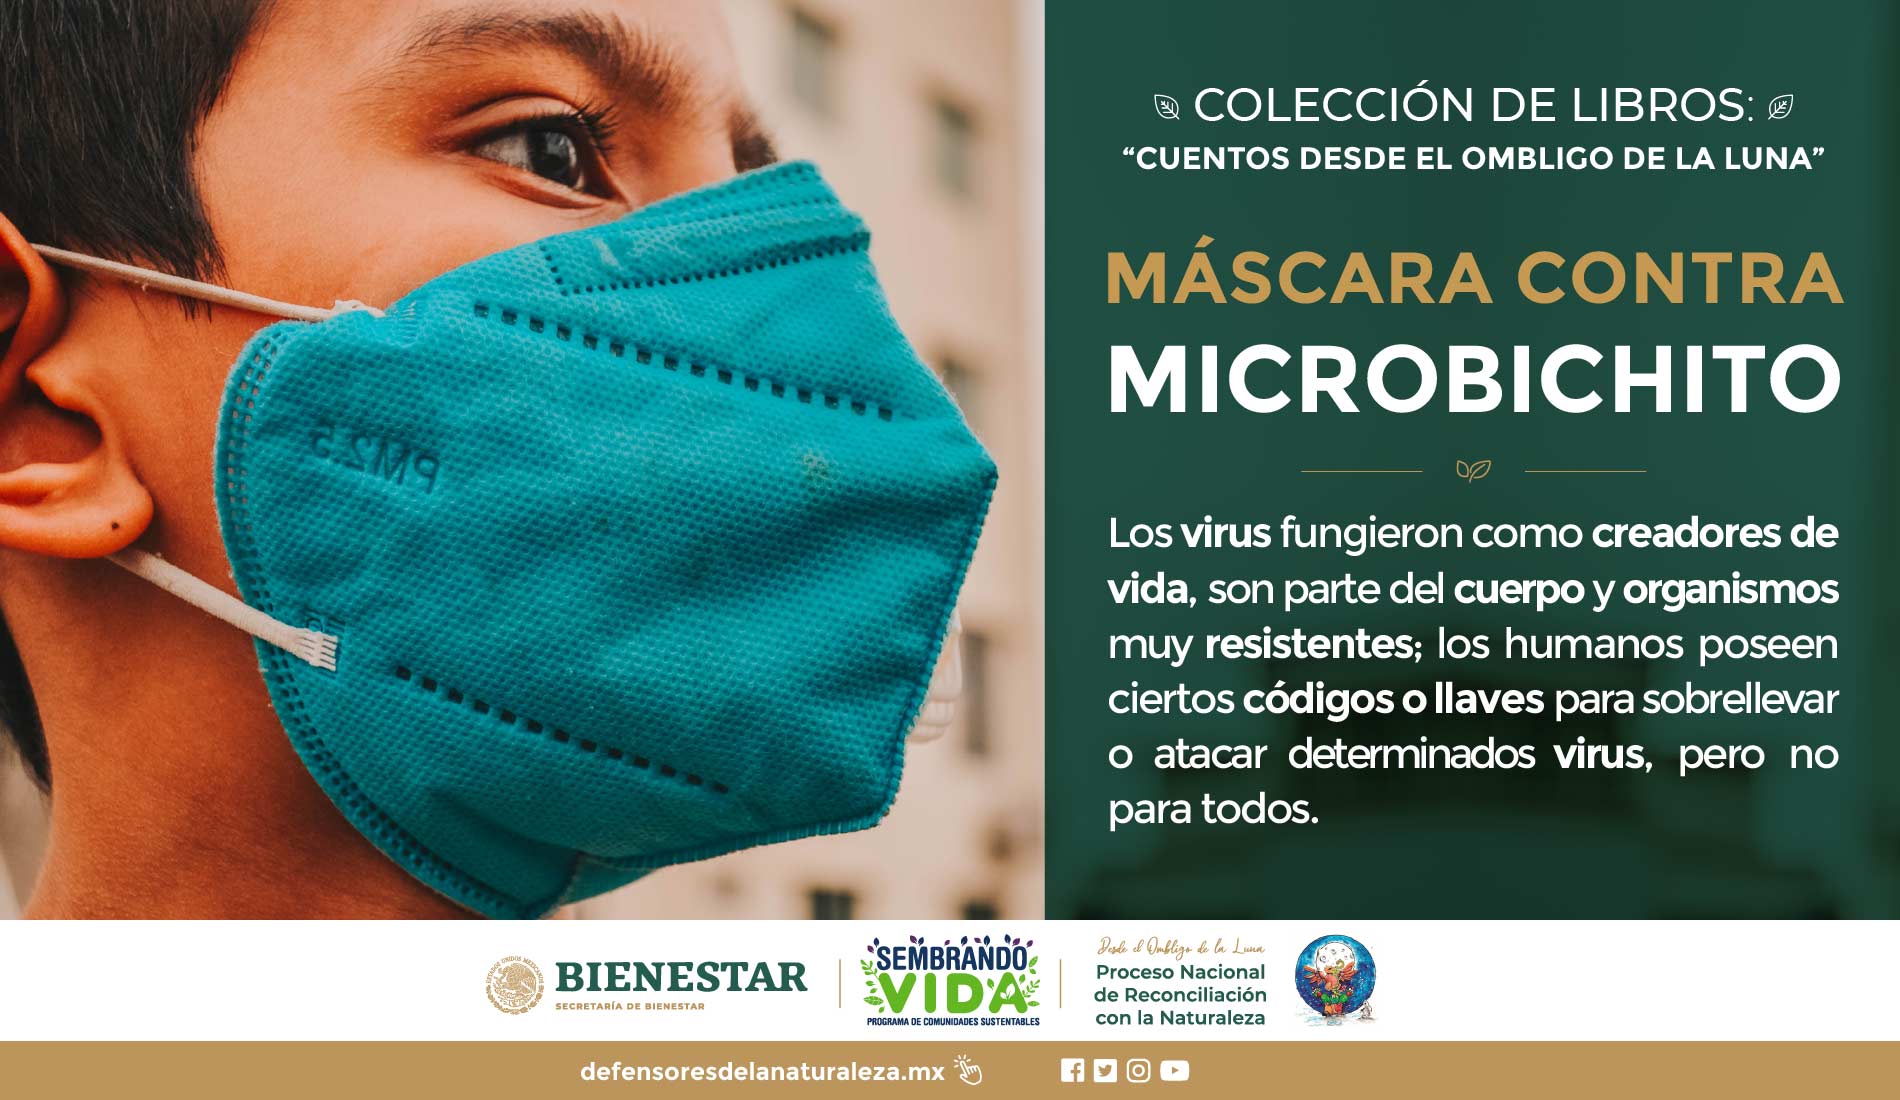 COLECCIÓN DE LIBROS:
“CUENTOS DESDE EL OMBLIGO DE LA LUNA”
MÁSCARA CONTRA
MICROBICHITO
Los virus fungieron como creadores de
vida, son parte del cuerpo y organismos
muy resistentes; los humanos poseen
ciertos códigos o llaves para sobrellevar
o atacar determinados virus, pero no
para todos.
PM2.5
ESTADOS UNIDOS MEXICANOS
BIENESTAR
SECRETARÍA DE BIENESTAR
SEMBRANDO
VIDA
PROGRAMA DE COMUNIDADES SUSTENTABLES
Desde el Ombligo de la Luna
Proceso Nacional
de Reconciliación
con la Naturaleza
defensoresdelanaturaleza.mx